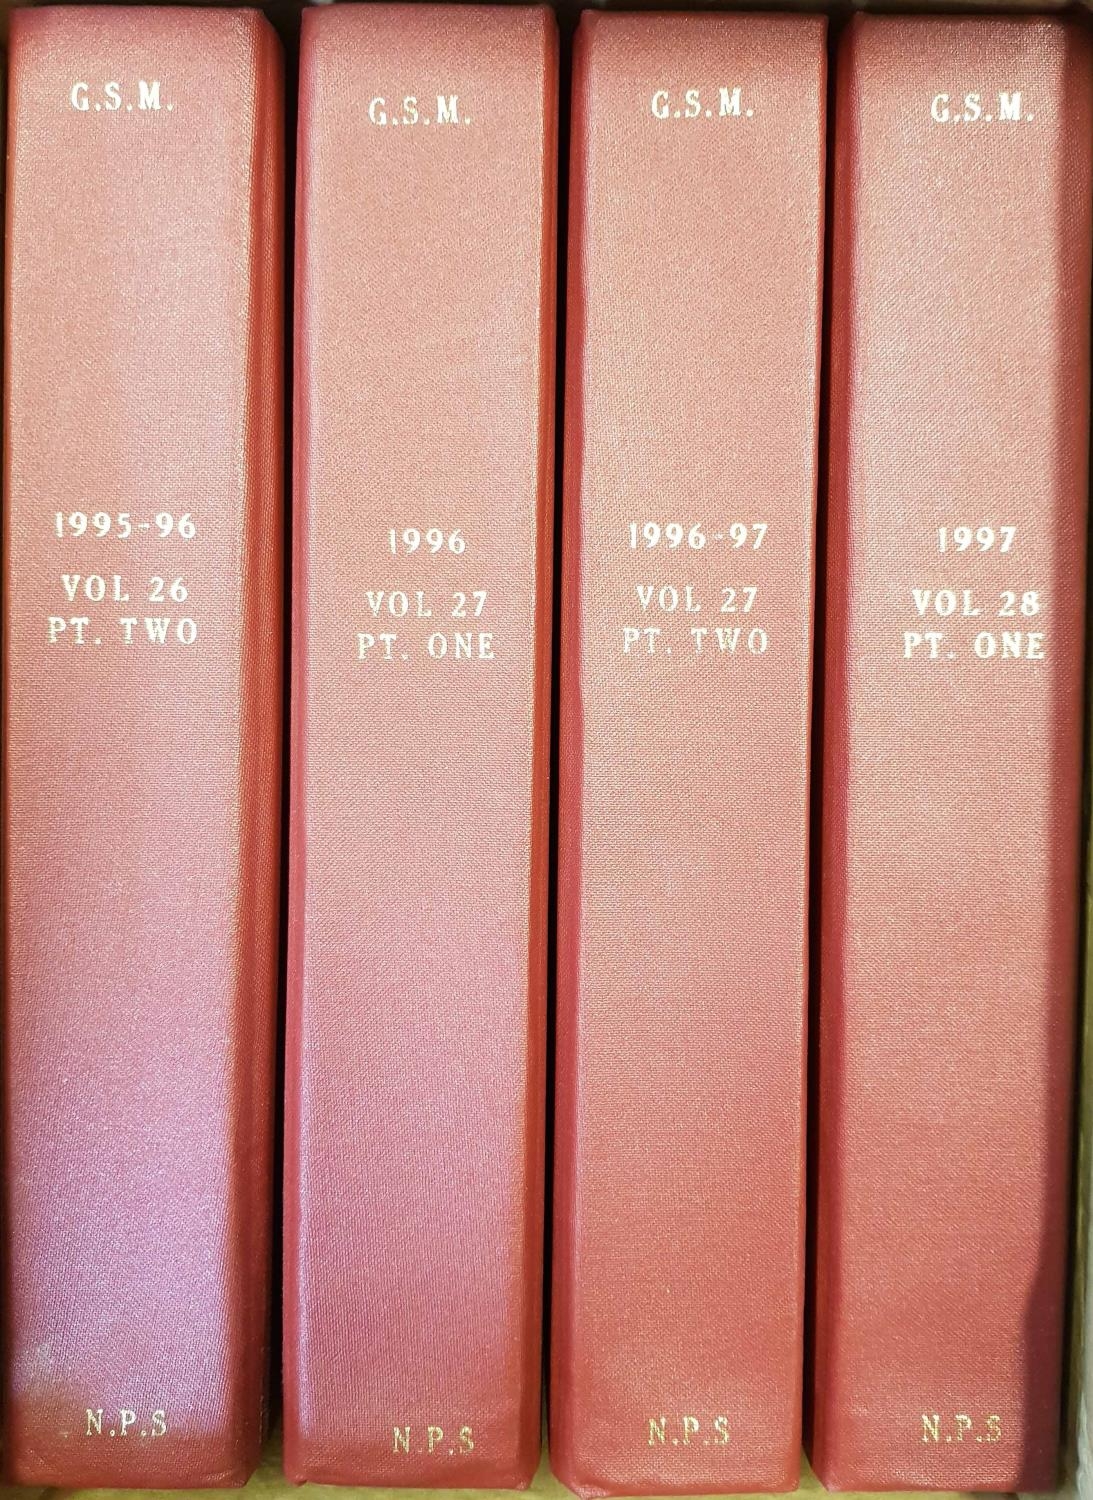 G.S.M.
1995-96
VOL 26
PT. TWO
N.P.S
G.S.M.
1996
VOL 27
PT. ONE
N.P.S
G.S.M.
1996-97
VOL 27
PT. TWO
N.P.S
G.S.M.
1997
VOL 28
PT. ONE
N.P.S